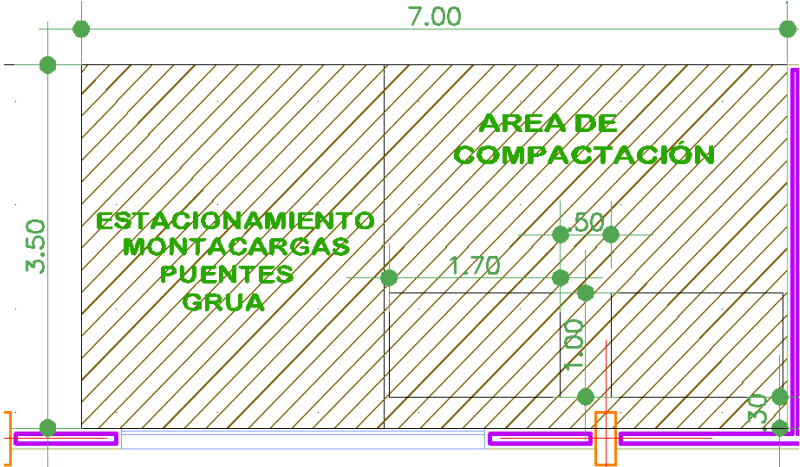 7.00
AREA DE
COMPACTACIÓN
3.50
ESTACIONAMIENTO
MONTACARGAS
PUENTES
GRUA
.50
1.70
1.00
.30